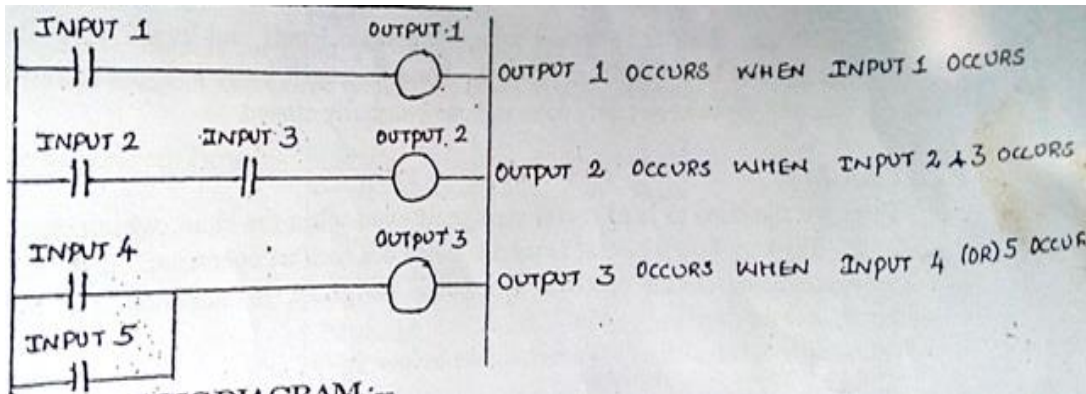 INPUT 1 OUTPUT 1
OUTPUT 1 OCCURS WHEN INPUT 1 OCCURS
INPUT 2 INPUT 3 OUTPUT 2
OUTPUT 2 OCCURS WHEN INPUT 2 & 3 OCCURS
INPUT 4 OUTPUT 3
OUTPUT 3 OCCURS WHEN INPUT 4 (OR) 5 OCCUR
INPUT 5
DIAGRAM :-